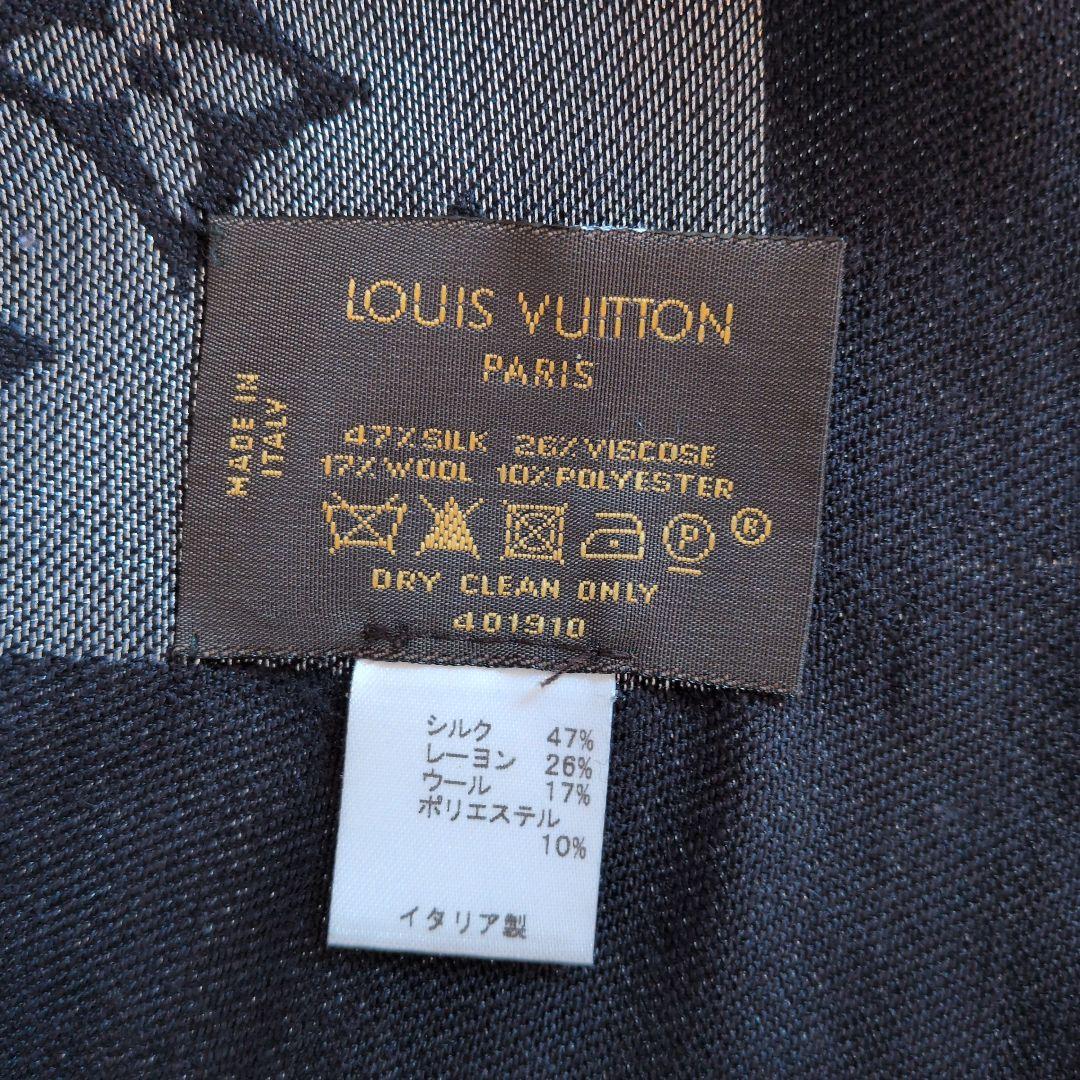 LOUIS VUITTON
PARIS
MADE IN
ITALY
47% SILK 26% VISCOSE
17% WOOL 10% POLYESTER
P ®
DRY CLEAN ONLY
401910
シルク 47%
レーヨン 26%
ウール 17%
ポリエステル
10%
イタリア製